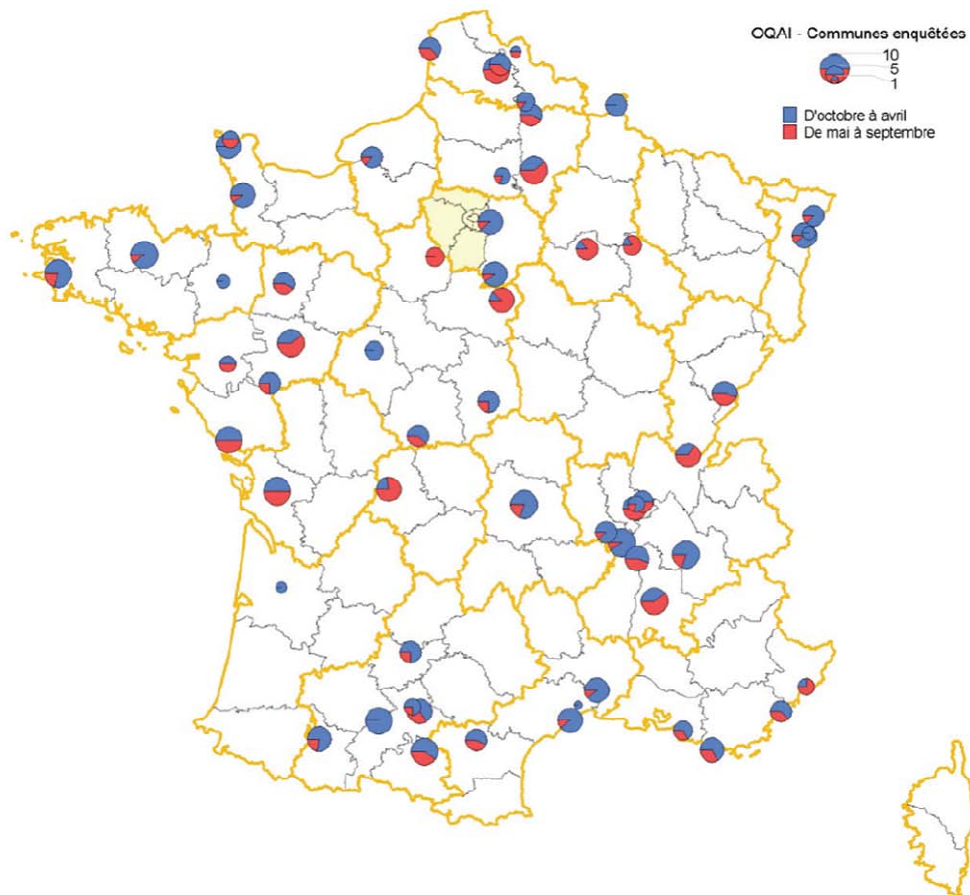 OQAI - Communes enquêtées
10
5
1
D'octobre à avril
De mai à septembre